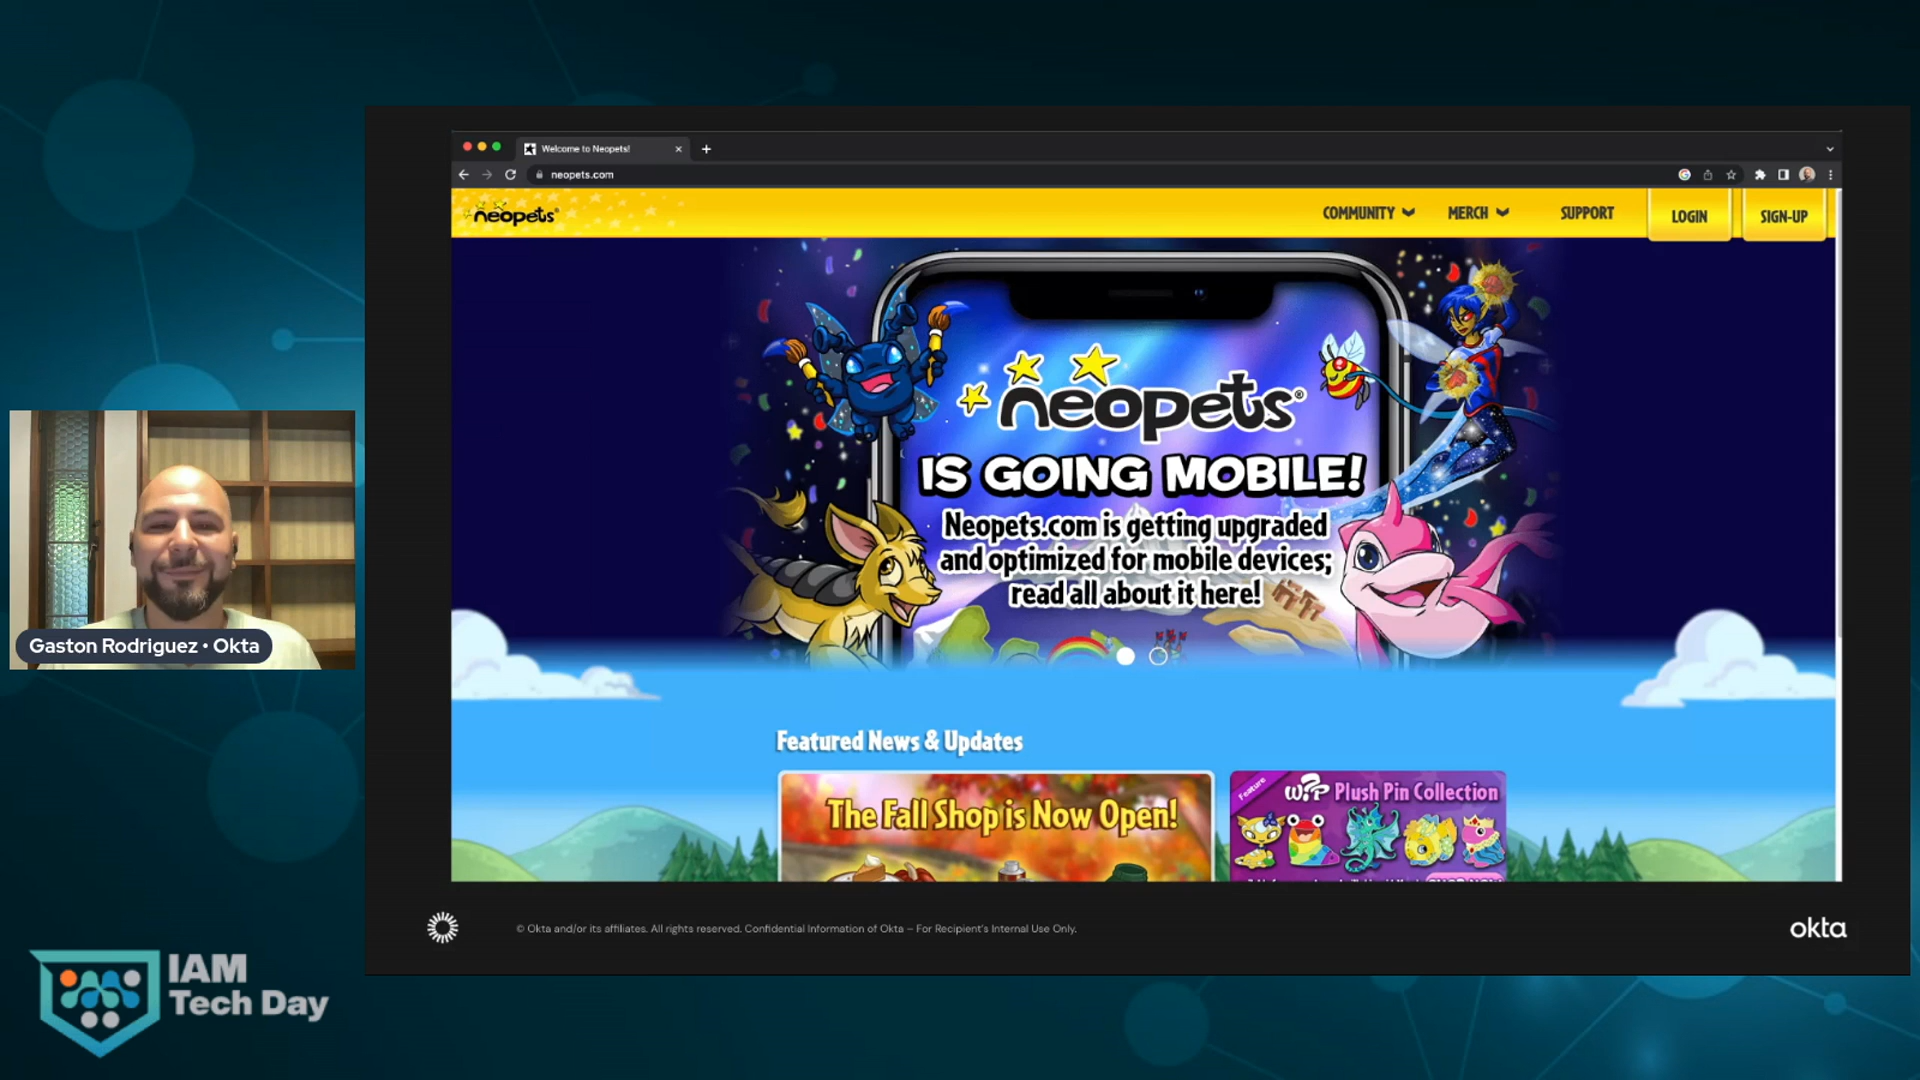 Welcome to Neopets!
neopets.com
neopets®
COMMUNITY
MERCH
SUPPORT
LOGIN
SIGN-UP
neopets®
IS GOING MOBILE!
Neopets.com is getting upgraded
and optimized for mobile devices;
read all about it here!
Gaston Rodriguez • Okta
Featured News & Updates
The Fall Shop is Now Open!
Feature
Plush Pin Collection
© Okta and/or its affiliates. All rights reserved. Confidential Information of Okta – For Recipient's Internal Use Only.
okta
IAM
Tech Day